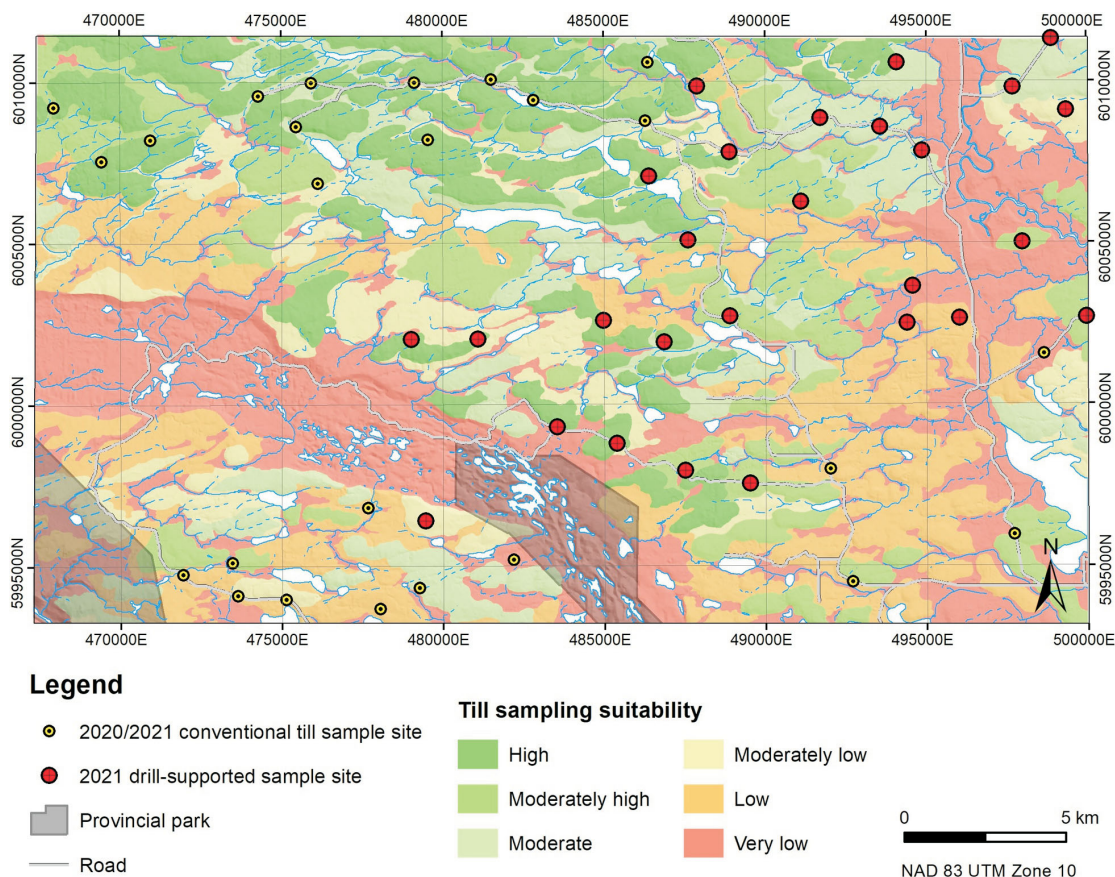 470000E 475000E 480000E 485000E 490000E 495000E 500000E
6010000N 6010000N
6005000N 6005000N
6000000N 6000000N
5995000N 5995000N
N
470000E 475000E 480000E 485000E 490000E 495000E 500000E
Legend
2020/2021 conventional till sample site
2021 drill-supported sample site
Provincial park
Road
Till sampling suitability
High
Moderately high
Moderate
Moderately low
Low
Very low
0 5 km
NAD 83 UTM Zone 10